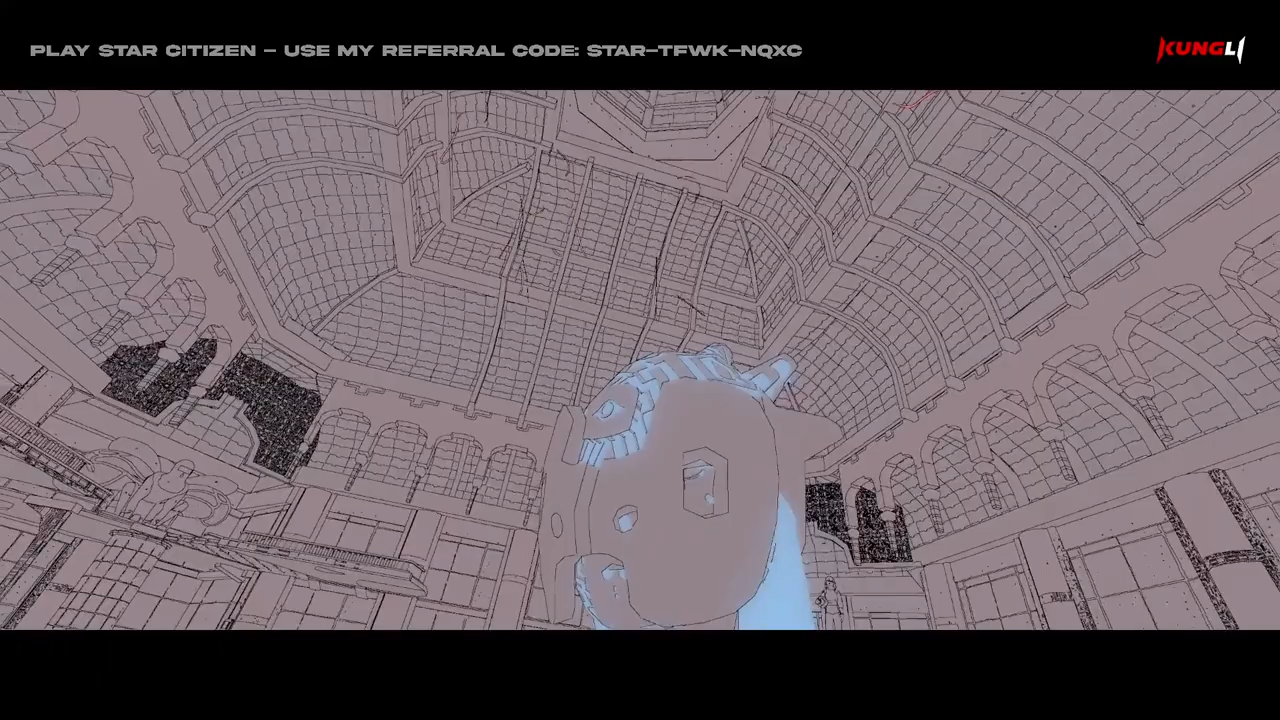 PLAY STAR CITIZEN – USE MY REFERRAL CODE: STAR–TFWK–NQXC
KUNGLI